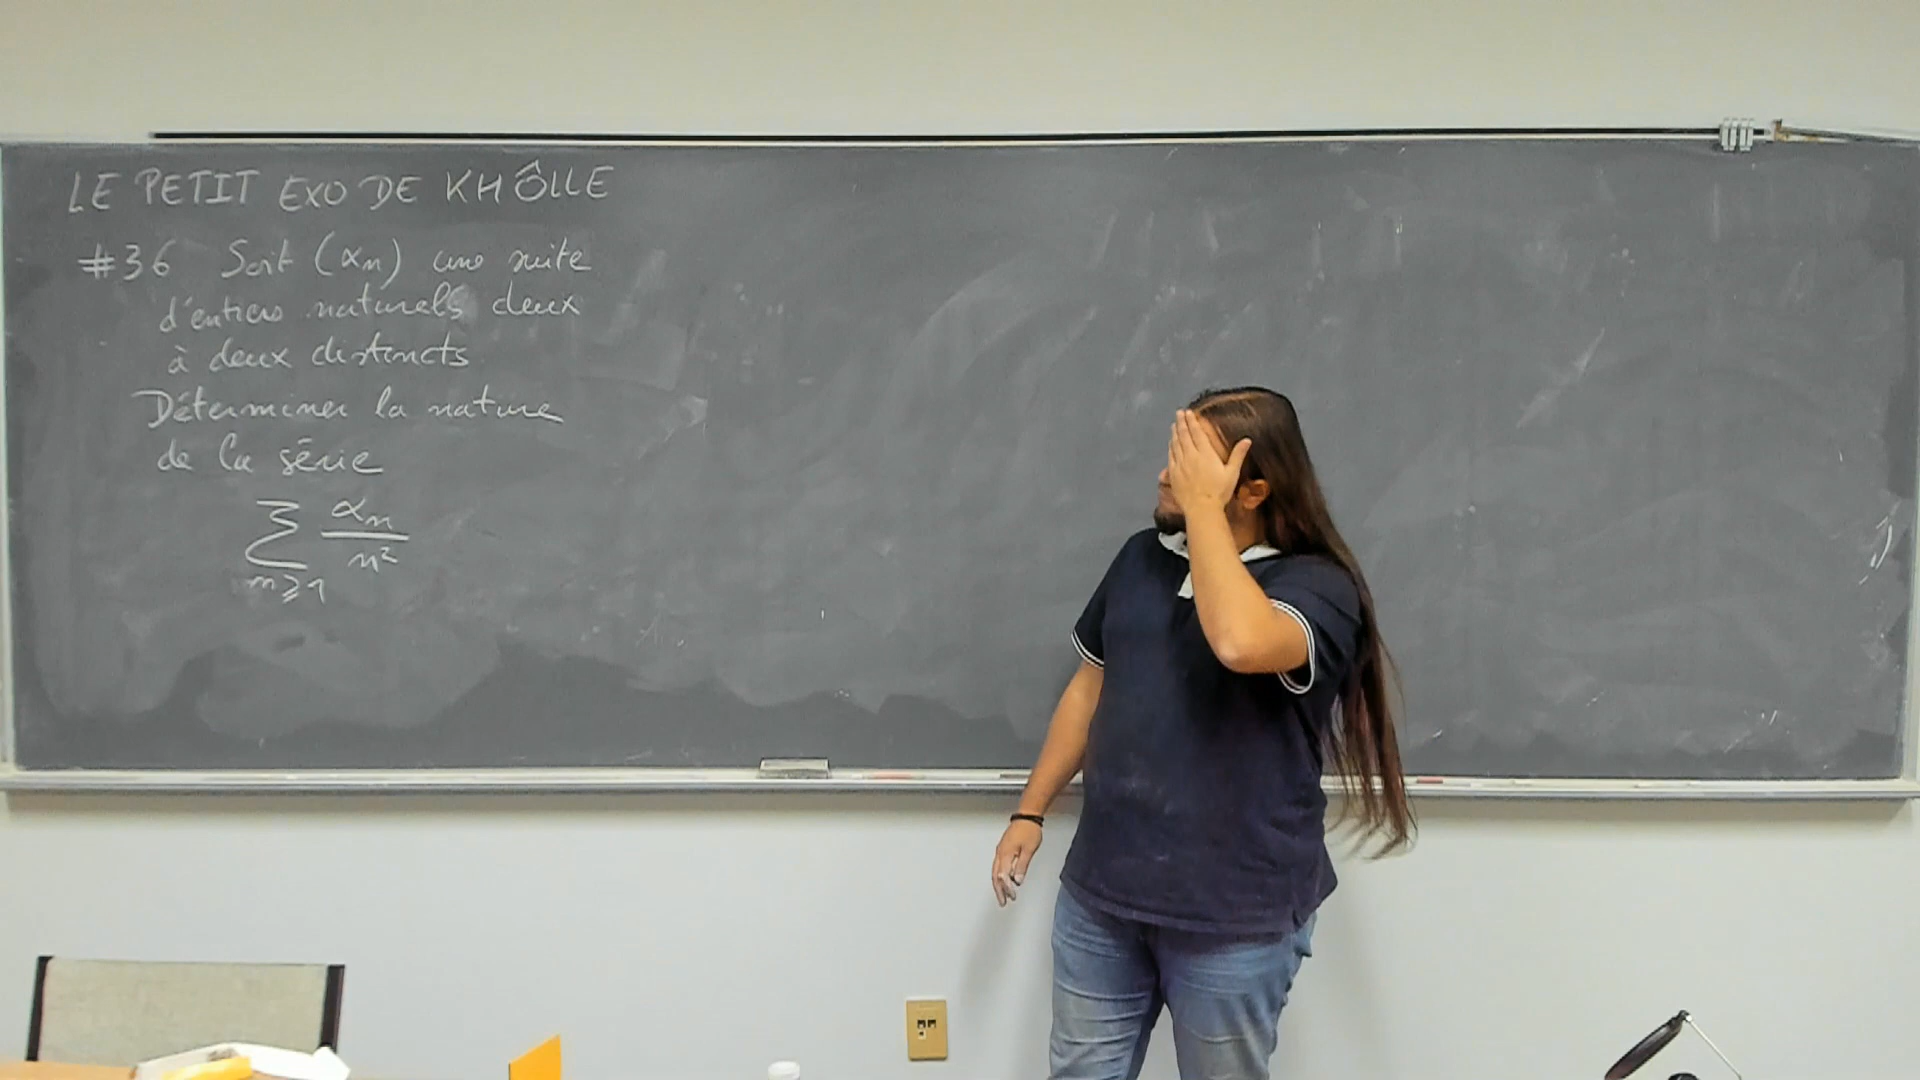 LE PETIT EXO DE KHÔLLE
#36 Soit (αn) une suite
d'entiers naturels deux
à deux distincts
Déterminer la nature
de la série
∑ αn / n²
n⩾1